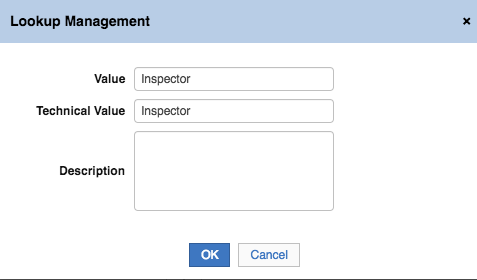 Lookup Management ×
Value Inspector
Technical Value Inspector
Description
OK Cancel